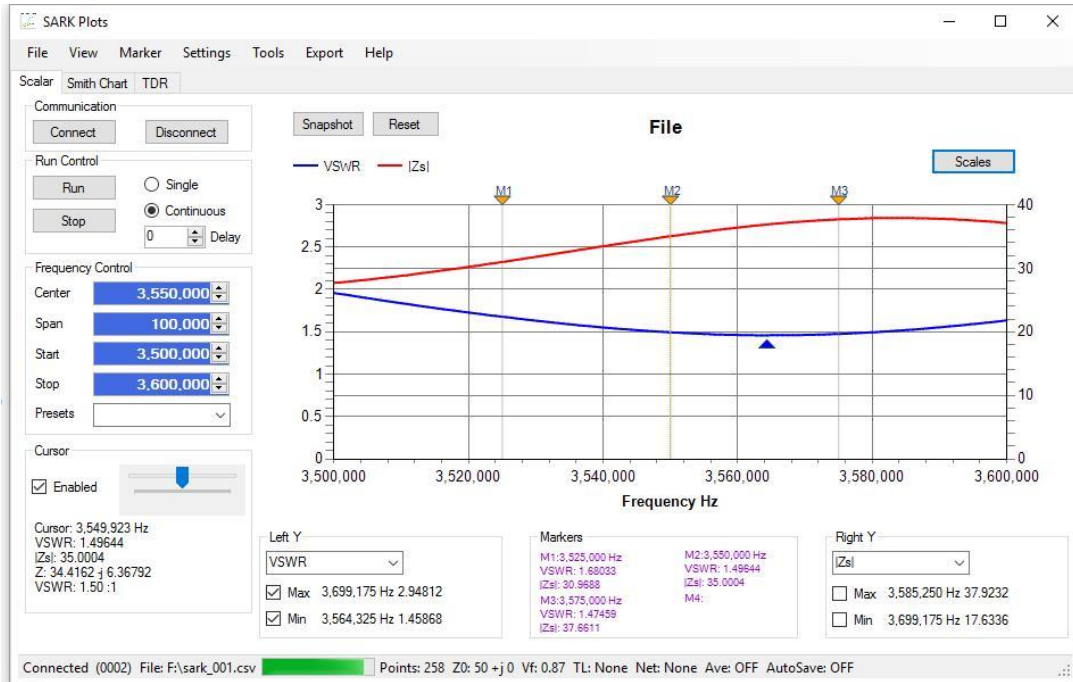 SARK Plots
File View Marker Settings Tools Export Help
Scalar Smith Chart TDR
Communication
Connect Disconnect
Run Control
Run Single
Stop Continuous
0 Delay
Frequency Control
Center 3,550,000
Span 100,000
Start 3,500,000
Stop 3,600,000
Presets
Cursor
Enabled
Cursor: 3,549,923 Hz
VSWR: 1.49644
|Zs|: 35.0004
Z: 34.4162 -j 6.36792
VSWR: 1.50 :1
Snapshot Reset
File
Scales
VSWR |Zs|
M1 M2 M3
3 40
2.5
30
2
1.5 20
1
10
0.5
0 0
3,500,000 3,520,000 3,540,000 3,560,000 3,580,000 3,600,000
Frequency Hz
Left Y
VSWR
Max 3,699,175 Hz 2.94812
Min 3,564,325 Hz 1.45868
Markers
M1:3,525,000 Hz
VSWR: 1.68033
|Zs|: 30.9688
M3:3,575,000 Hz
VSWR: 1.47459
|Zs|: 37.6611
M2:3,550,000 Hz
VSWR: 1.49644
|Zs|: 35.0004
M4:
Right Y
|Zs|
Max 3,585,250 Hz 37.9232
Min 3,699,175 Hz 17.6336
Connected (0002) File: F:\sark_001.csv Points: 258 Z0: 50 +j 0 Vf: 0.87 TL: None Net: None Ave: OFF AutoSave: OFF